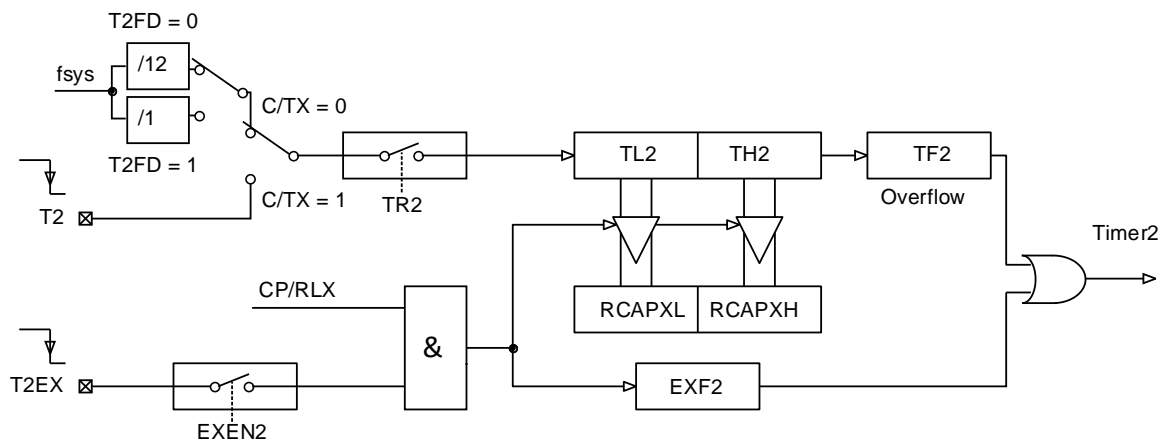 T2FD = 0
/12
fsys
C/TX = 0
/1
T2FD = 1
TL2
TH2
TF2
T2
C/TX = 1
TR2
Overflow
Timer2
CP/RLX
RCAPXL
RCAPXH
&
T2EX
EXF2
EXEN2